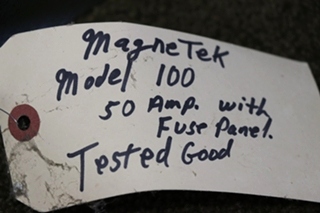 MagneTek
Model 100
50 Amp. with
Fuse Panel.
Tested Good